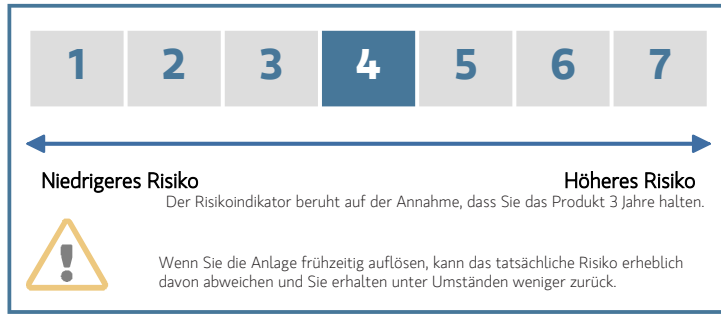 1 2 3 4 5 6 7
Niedrigeres Risiko Höheres Risiko
Der Risikoindikator beruht auf der Annahme, dass Sie das Produkt 3 Jahre halten.
Wenn Sie die Anlage frühzeitig auflösen, kann das tatsächliche Risiko erheblich
davon abweichen und Sie erhalten unter Umständen weniger zurück.